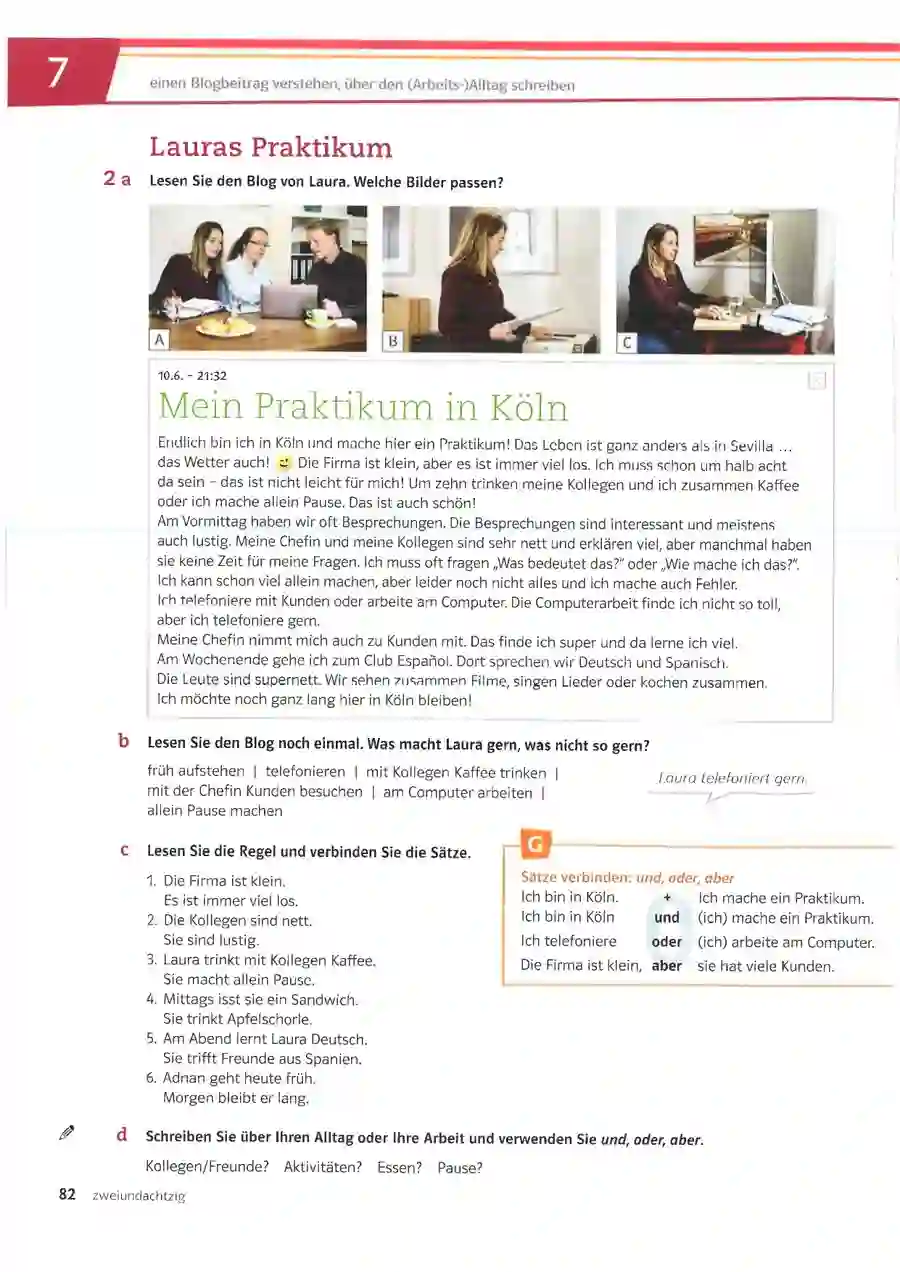 7
einen Blogbeitrag verstehen, über den (Arbeits-)Alltag schreiben
Lauras Praktikum
2 a Lesen Sie den Blog von Laura. Welche Bilder passen?
A B C
10.6. – 21:32
Mein Praktikum in Köln
Endlich bin ich in Köln und mache hier ein Praktikum! Das Leben ist ganz anders als in Sevilla ...
das Wetter auch! Die Firma ist klein, aber es ist immer viel los. Ich muss schon um halb acht
da sein – das ist nicht leicht für mich! Um zehn trinken meine Kollegen und ich zusammen Kaffee
oder ich mache allein Pause. Das ist auch schön!
Am Vormittag haben wir oft Besprechungen. Die Besprechungen sind interessant und meistens
auch lustig. Meine Chefin und meine Kollegen sind sehr nett und erklären viel, aber manchmal haben
sie keine Zeit für meine Fragen. Ich muss oft fragen „Was bedeutet das?" oder „Wie mache ich das?".
Ich kann schon viel allein machen, aber leider noch nicht alles und ich mache auch Fehler.
Ich telefoniere mit Kunden oder arbeite am Computer. Die Computerarbeit finde ich nicht so toll,
aber ich telefoniere gern.
Meine Chefin nimmt mich auch zu Kunden mit. Das finde ich super und da lerne ich viel.
Am Wochenende gehe ich zum Club Español. Dort sprechen wir Deutsch und Spanisch.
Die Leute sind supernett. Wir sehen zusammen Filme, singen Lieder oder kochen zusammen.
Ich möchte noch ganz lang hier in Köln bleiben!
b Lesen Sie den Blog noch einmal. Was macht Laura gern, was nicht so gern?
früh aufstehen | telefonieren | mit Kollegen Kaffee trinken |
mit der Chefin Kunden besuchen | am Computer arbeiten |
allein Pause machen
Laura telefoniert gern.
c Lesen Sie die Regel und verbinden Sie die Sätze.
1. Die Firma ist klein.
Es ist immer viel los.
2. Die Kollegen sind nett.
Sie sind lustig.
3. Laura trinkt mit Kollegen Kaffee.
Sie macht allein Pause.
4. Mittags isst sie ein Sandwich.
Sie trinkt Apfelschorle.
5. Am Abend lernt Laura Deutsch.
Sie trifft Freunde aus Spanien.
6. Adnan geht heute früh.
Morgen bleibt er lang.
G
Sätze verbinden: und, oder, aber
Ich bin in Köln. + Ich mache ein Praktikum.
Ich bin in Köln und (ich) mache ein Praktikum.
Ich telefoniere oder (ich) arbeite am Computer.
Die Firma ist klein, aber sie hat viele Kunden.
d Schreiben Sie über Ihren Alltag oder Ihre Arbeit und verwenden Sie und, oder, aber.
Kollegen/Freunde? Aktivitäten? Essen? Pause?
82 zweiundachtzig